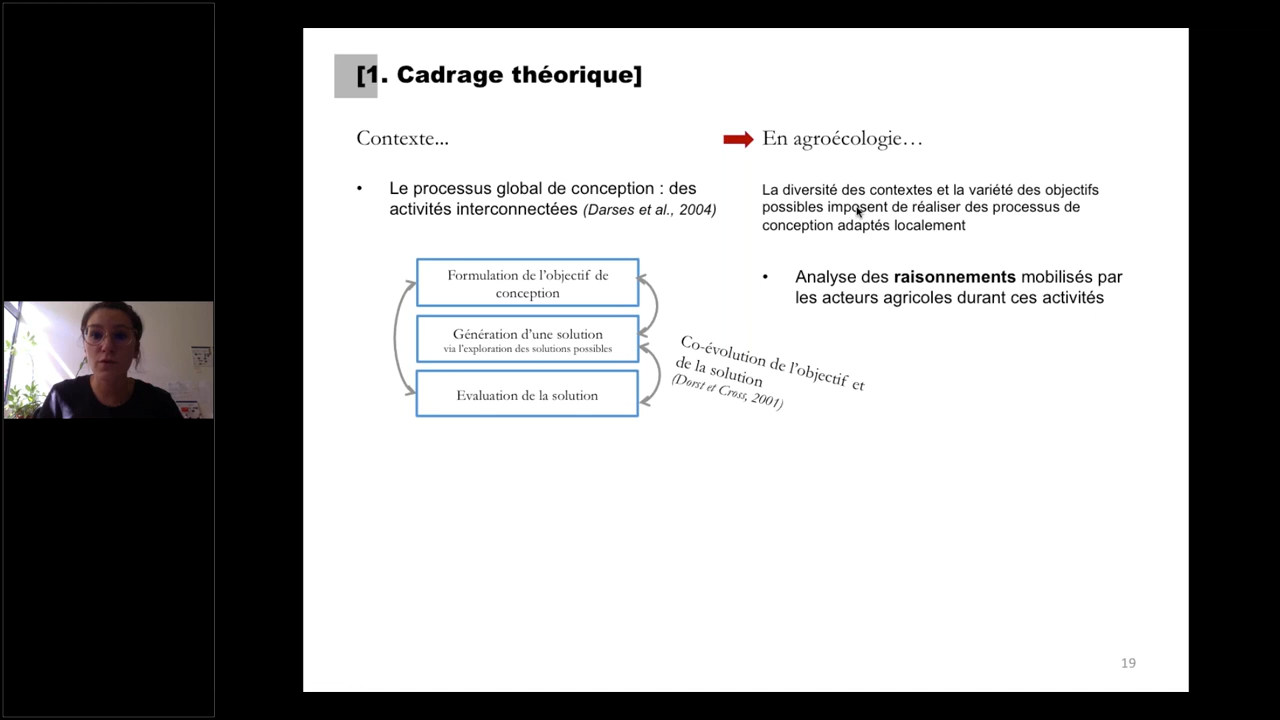 [1. Cadrage théorique]
Contexte...
• Le processus global de conception : des
activités interconnectées (Darses et al., 2004)
Formulation de l'objectif de
conception
Génération d'une solution
via l'exploration des solutions possibles
Evaluation de la solution
Co-évolution de l'objectif et
de la solution
(Dorst et Cross, 2001)
En agroécologie…
La diversité des contextes et la variété des objectifs
possibles imposent de réaliser des processus de
conception adaptés localement
• Analyse des raisonnements mobilisés par
les acteurs agricoles durant ces activités
19